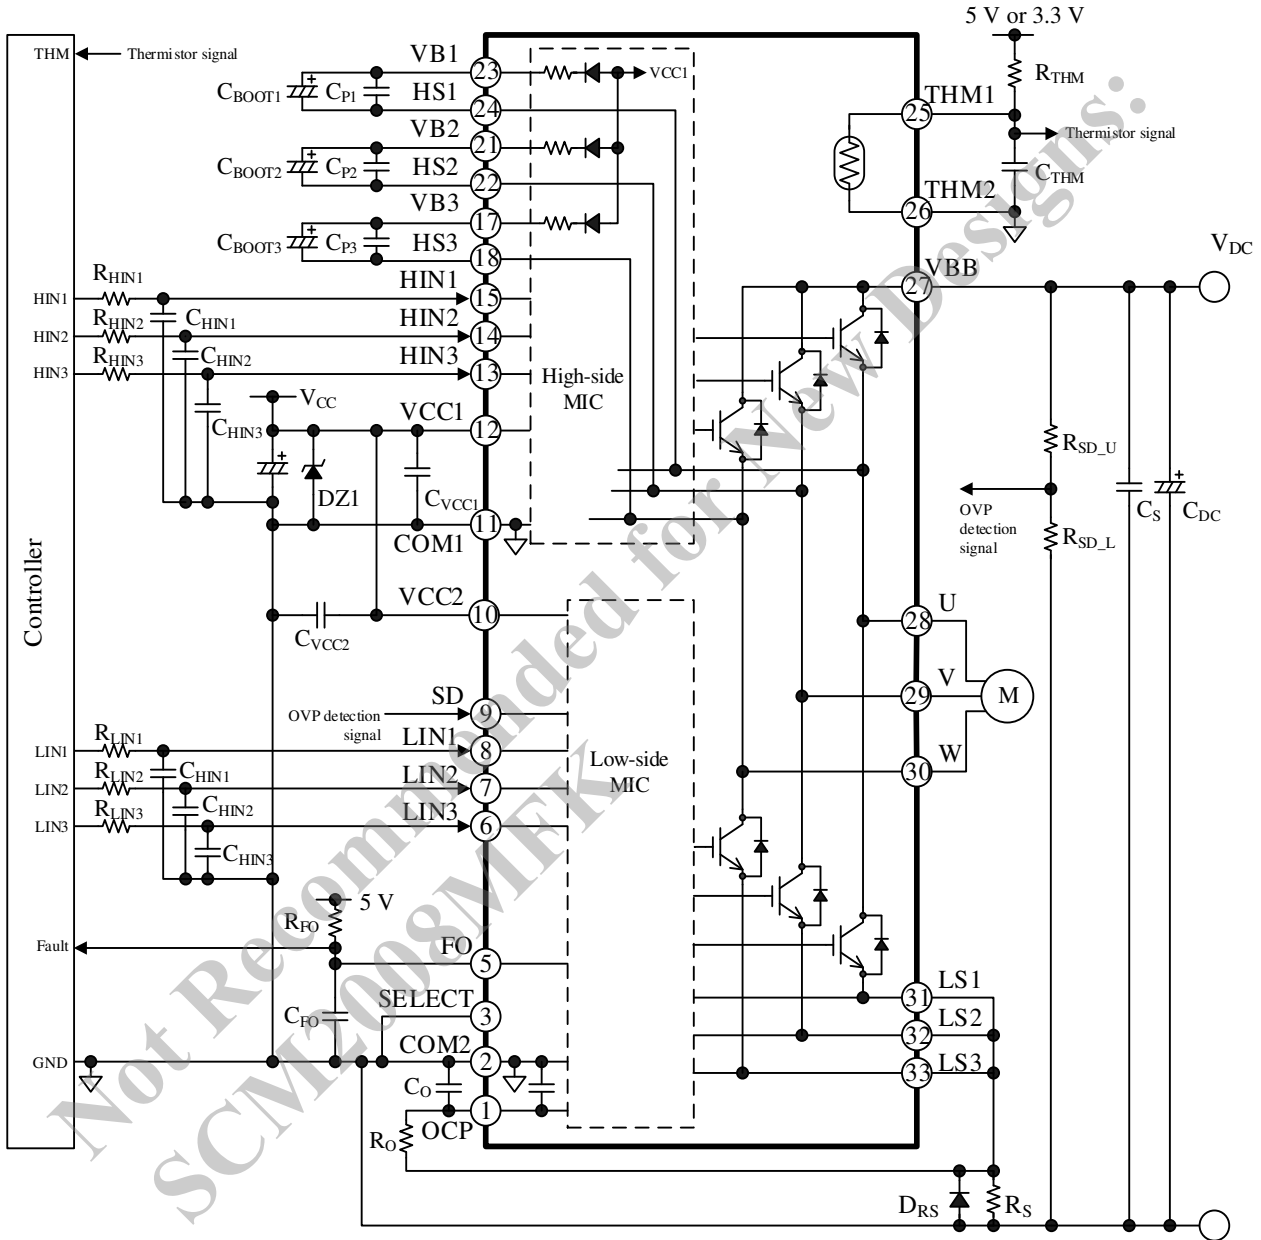 5 V or 3.3 V
THM
Thermistor signal
VB1
23
VCC1
R_THM
C_BOOT1
C_P1
HS1
24
THM1
25
Thermistor signal
VB2
21
C_BOOT2
C_P2
HS2
22
C_THM
THM2
26
VB3
17
C_BOOT3
C_P3
HS3
18
V_DC
VBB
27
R_HIN1
HIN1
HIN1
15
C_HIN1
R_HIN2
HIN2
HIN2
14
C_HIN2
R_HIN3
HIN3
HIN3
13
High-side
MIC
V_CC
C_HIN3
VCC1
12
R_SD_U
DZ1
C_VCC1
OVP
detection
signal
C_S
C_DC
COM1
11
R_SD_L
Controller
VCC2
10
C_VCC2
U
28
V
29
M
W
30
SD
9
OVP detection
signal
R_LIN1
LIN1
LIN1
8
C_HIN1
R_LIN2
LIN2
LIN2
7
C_HIN2
R_LIN3
LIN3
LIN3
6
C_HIN3
Low-side
MIC
5 V
R_FO
Fault
FO
5
SELECT
3
C_FO
LS1
31
LS2
32
LS3
33
GND
COM2
2
C_O
1
OCP
R_O
D_RS
R_S
Not Recommended for New Designs:
SCM2008MFK